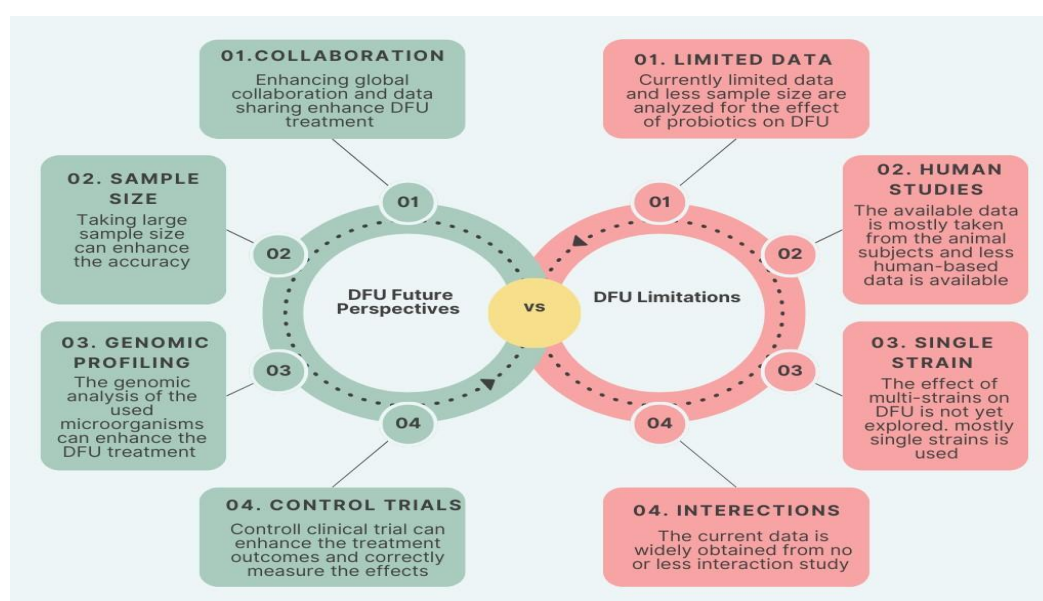 01.COLLABORATION
Enhancing global
collaboration and data
sharing enhance DFU
treatment
02. SAMPLE
SIZE
Taking large
sample size
can enhance
the accuracy
03. GENOMIC
PROFILING
The genomic
analysis of the
used
microorganisms
can enhance the
DFU treatment
04. CONTROL TRIALS
Controll clinical trial can
enhance the treatment
outcomes and correctly
measure the effects
01
02
03
04
DFU Future
Perspectives
vs
DFU Limitations
01
02
03
04
01. LIMITED DATA
Currently limited data
and less sample size are
analyzed for the effect
of probiotics on DFU
02. HUMAN
STUDIES
The available data
is mostly taken
from the animal
subjects and less
human-based
data is available
03. SINGLE
STRAIN
The effect of
multi-strains on
DFU is not yet
explored. mostly
single strains is
used
04. INTERECTIONS
The current data is
widely obtained from no
or less interaction study